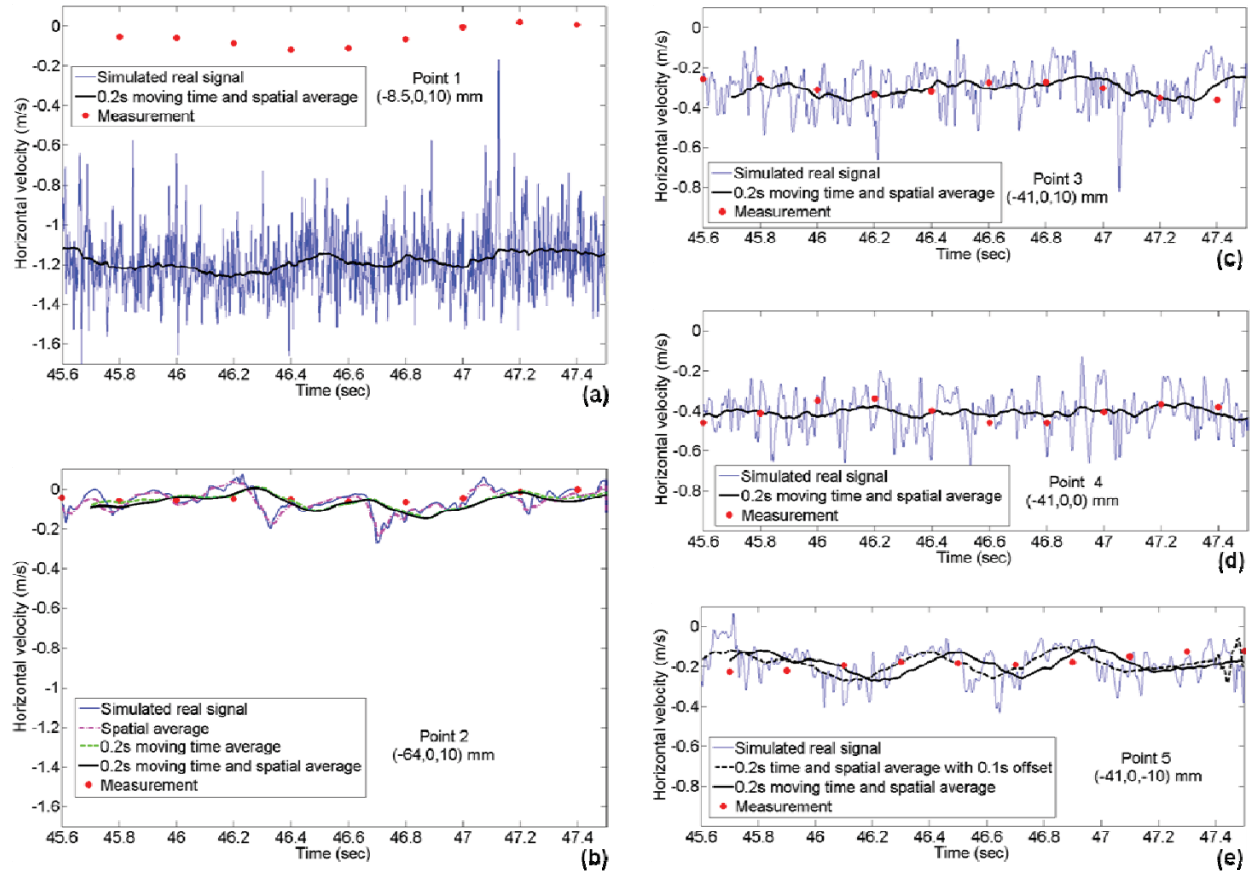 0
-0.2
-0.4
-0.6
-0.8
-1
-1.2
-1.4
-1.6
Horizontal velocity (m/s)
Simulated real signal
0.2s moving time and spatial average
Measurement
Point 1
(-8.5,0,10) mm
45.6 45.8 46 46.2 46.4 46.6 46.8 47 47.2 47.4
Time (sec)
(a)
0
-0.2
-0.4
-0.6
-0.8
-1
-1.2
-1.4
-1.6
Horizontal velocity (m/s)
Simulated real signal
Spatial average
0.2s moving time average
0.2s moving time and spatial average
Measurement
Point 2
(-64,0,10) mm
45.6 45.8 46 46.2 46.4 46.6 46.8 47 47.2 47.4
Time (sec)
(b)
0
-0.2
-0.4
-0.6
-0.8
Horizontal velocity (m/s)
Simulated real signal
0.2s moving time and spatial average
Measurement
Point 3
(-41,0,10) mm
45.6 45.8 46 46.2 46.4 46.6 46.8 47 47.2 47.4
Time (sec)
(c)
0
-0.2
-0.4
-0.6
-0.8
Horizontal velocity (m/s)
Simulated real signal
0.2s moving time and spatial average
Measurement
Point 4
(-41,0,0) mm
45.6 45.8 46 46.2 46.4 46.6 46.8 47 47.2 47.4
Time (sec)
(d)
0
-0.2
-0.4
-0.6
-0.8
Horizontal velocity (m/s)
Simulated real signal
0.2s time and spatial average with 0.1s offset
0.2s moving time and spatial average
Measurement
Point 5
(-41,0,-10) mm
45.6 45.8 46 46.2 46.4 46.6 46.8 47 47.2 47.4
Time (sec)
(e)